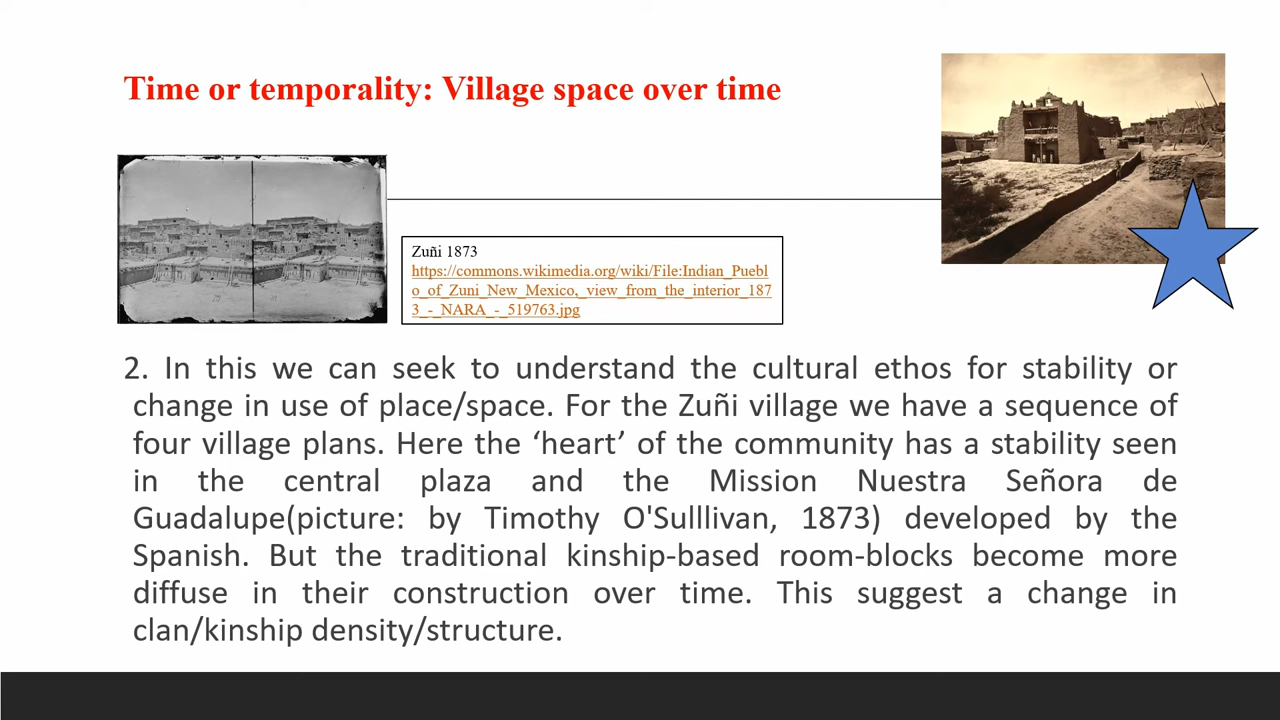 Time or temporality: Village space over time
Zuñi 1873
https://commons.wikimedia.org/wiki/File:Indian_Puebl
o_of_Zuni_New_Mexico,_view_from_the_interior_187
3_-_NARA_-_519763.jpg
2. In this we can seek to understand the cultural ethos for stability or
change in use of place/space. For the Zuñi village we have a sequence of
four village plans. Here the ‘heart’ of the community has a stability seen
in the central plaza and the Mission Nuestra Señora de
Guadalupe(picture: by Timothy O'Sulllivan, 1873) developed by the
Spanish. But the traditional kinship-based room-blocks become more
diffuse in their construction over time. This suggest a change in
clan/kinship density/structure.